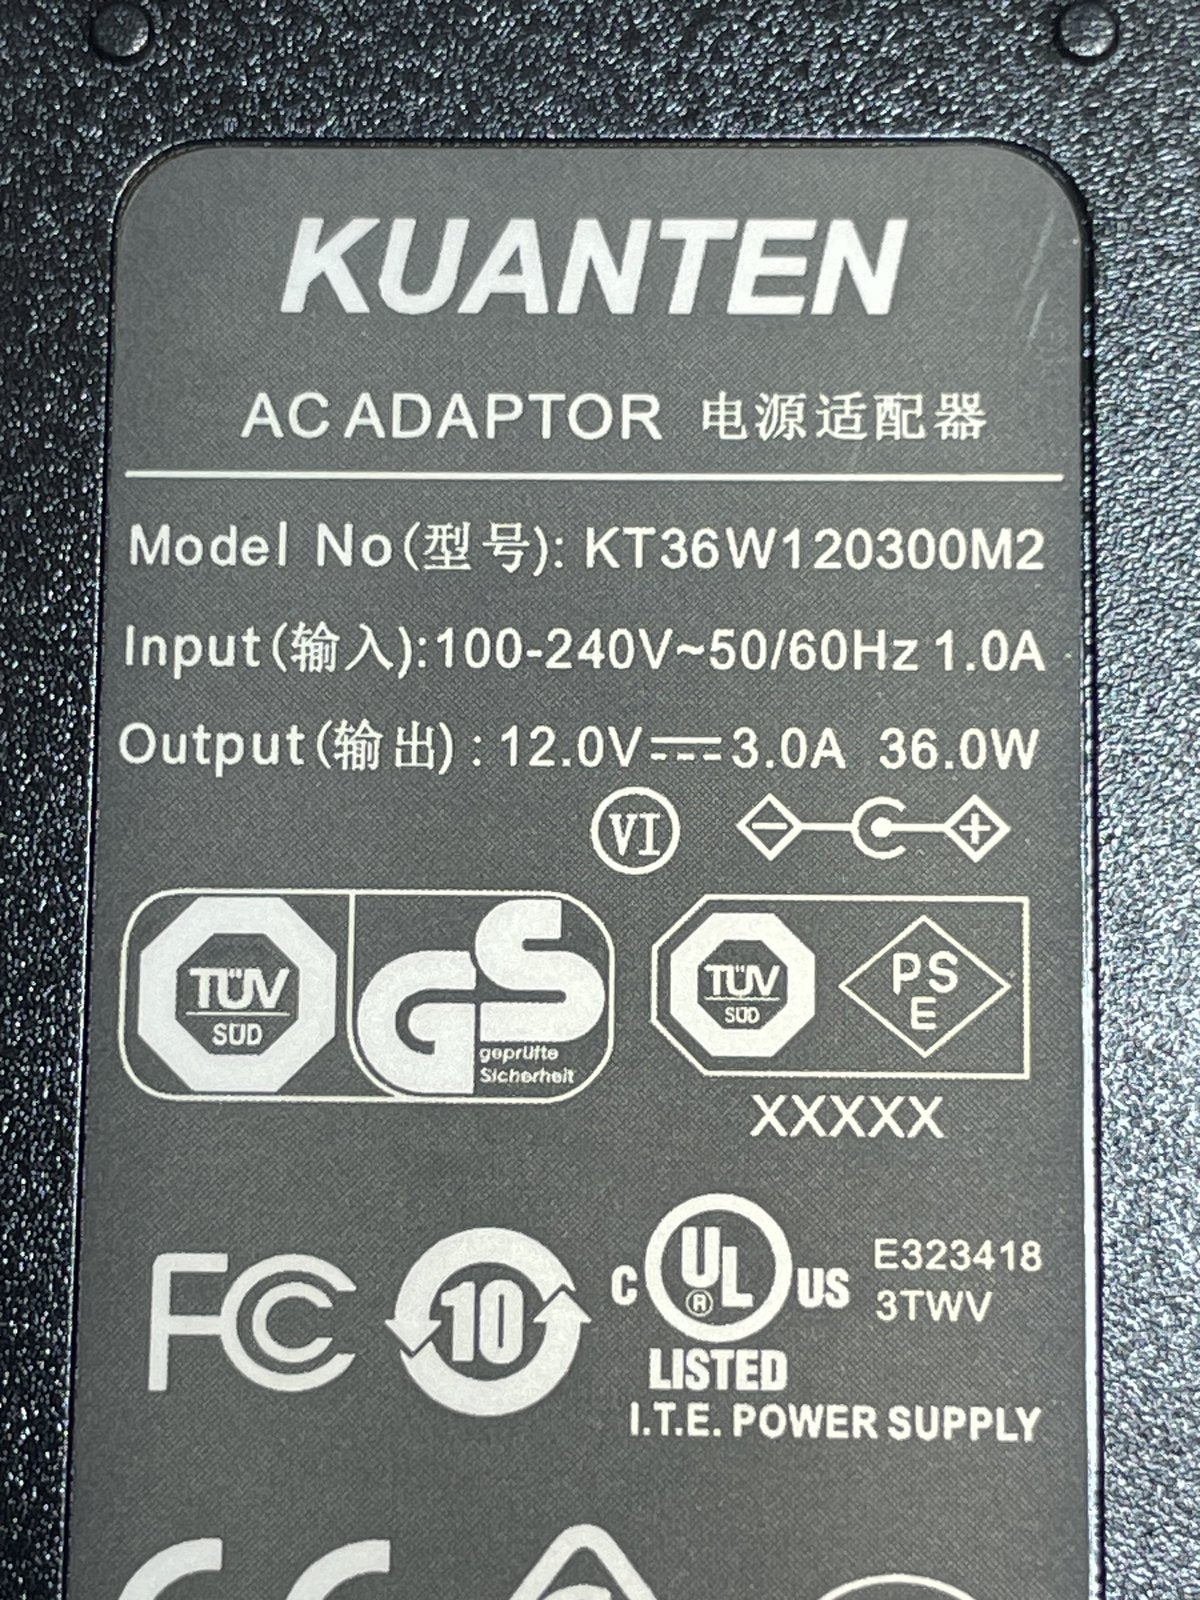 KUANTEN
AC ADAPTOR 电源适配器
Model No(型号): KT36W120300M2
Input(输入):100-240V~50/60Hz 1.0A
Output(输出) : 12.0V⎓3.0A 36.0W
VI − +
TÜV
SÜD
GS
geprüfte
Sicherheit
TÜV
SÜD
PS
E
XXXXX
FC
10
C UL® US
LISTED
E323418
3TWV
I.T.E. POWER SUPPLY